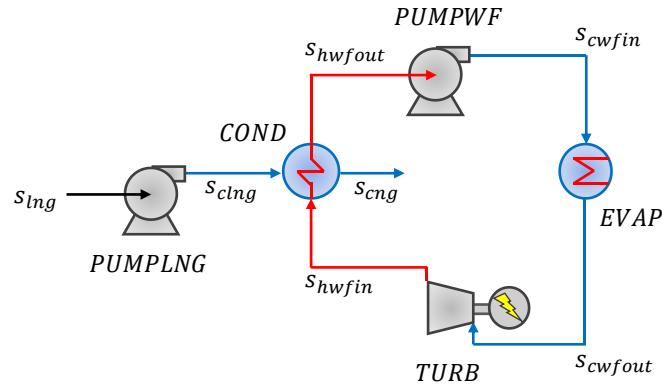 PUMPWF
s_hwfout
s_cwfin
COND
s_clng
s_cng
s_lng
EVAP
PUMPLNG
s_hwfin
s_cwfout
TURB